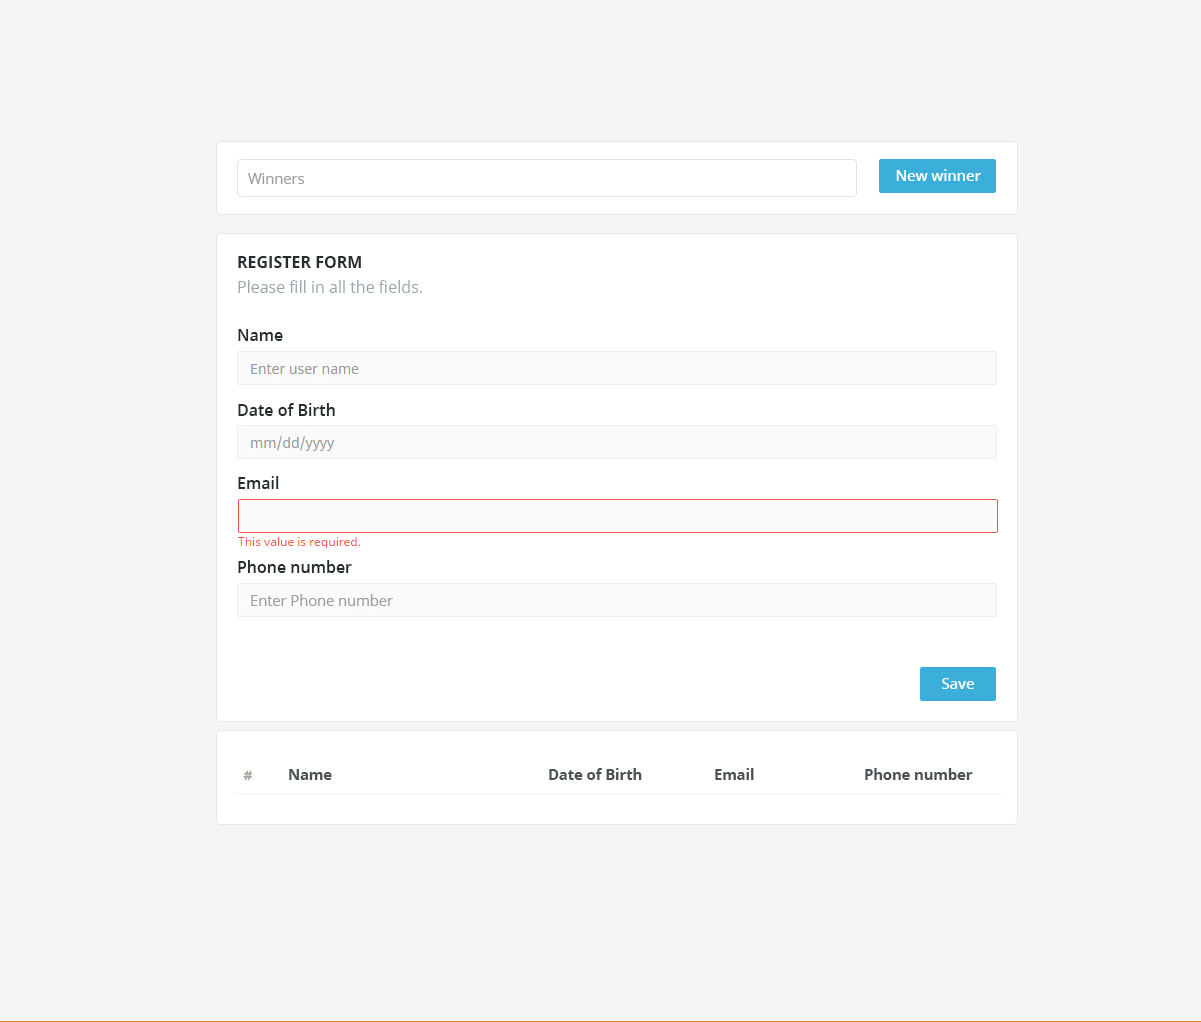 Winners
New winner
REGISTER FORM
Please fill in all the fields.
Name
Enter user name
Date of Birth
mm/dd/yyyy
Email
This value is required.
Phone number
Enter Phone number
Save
# Name Date of Birth Email Phone number